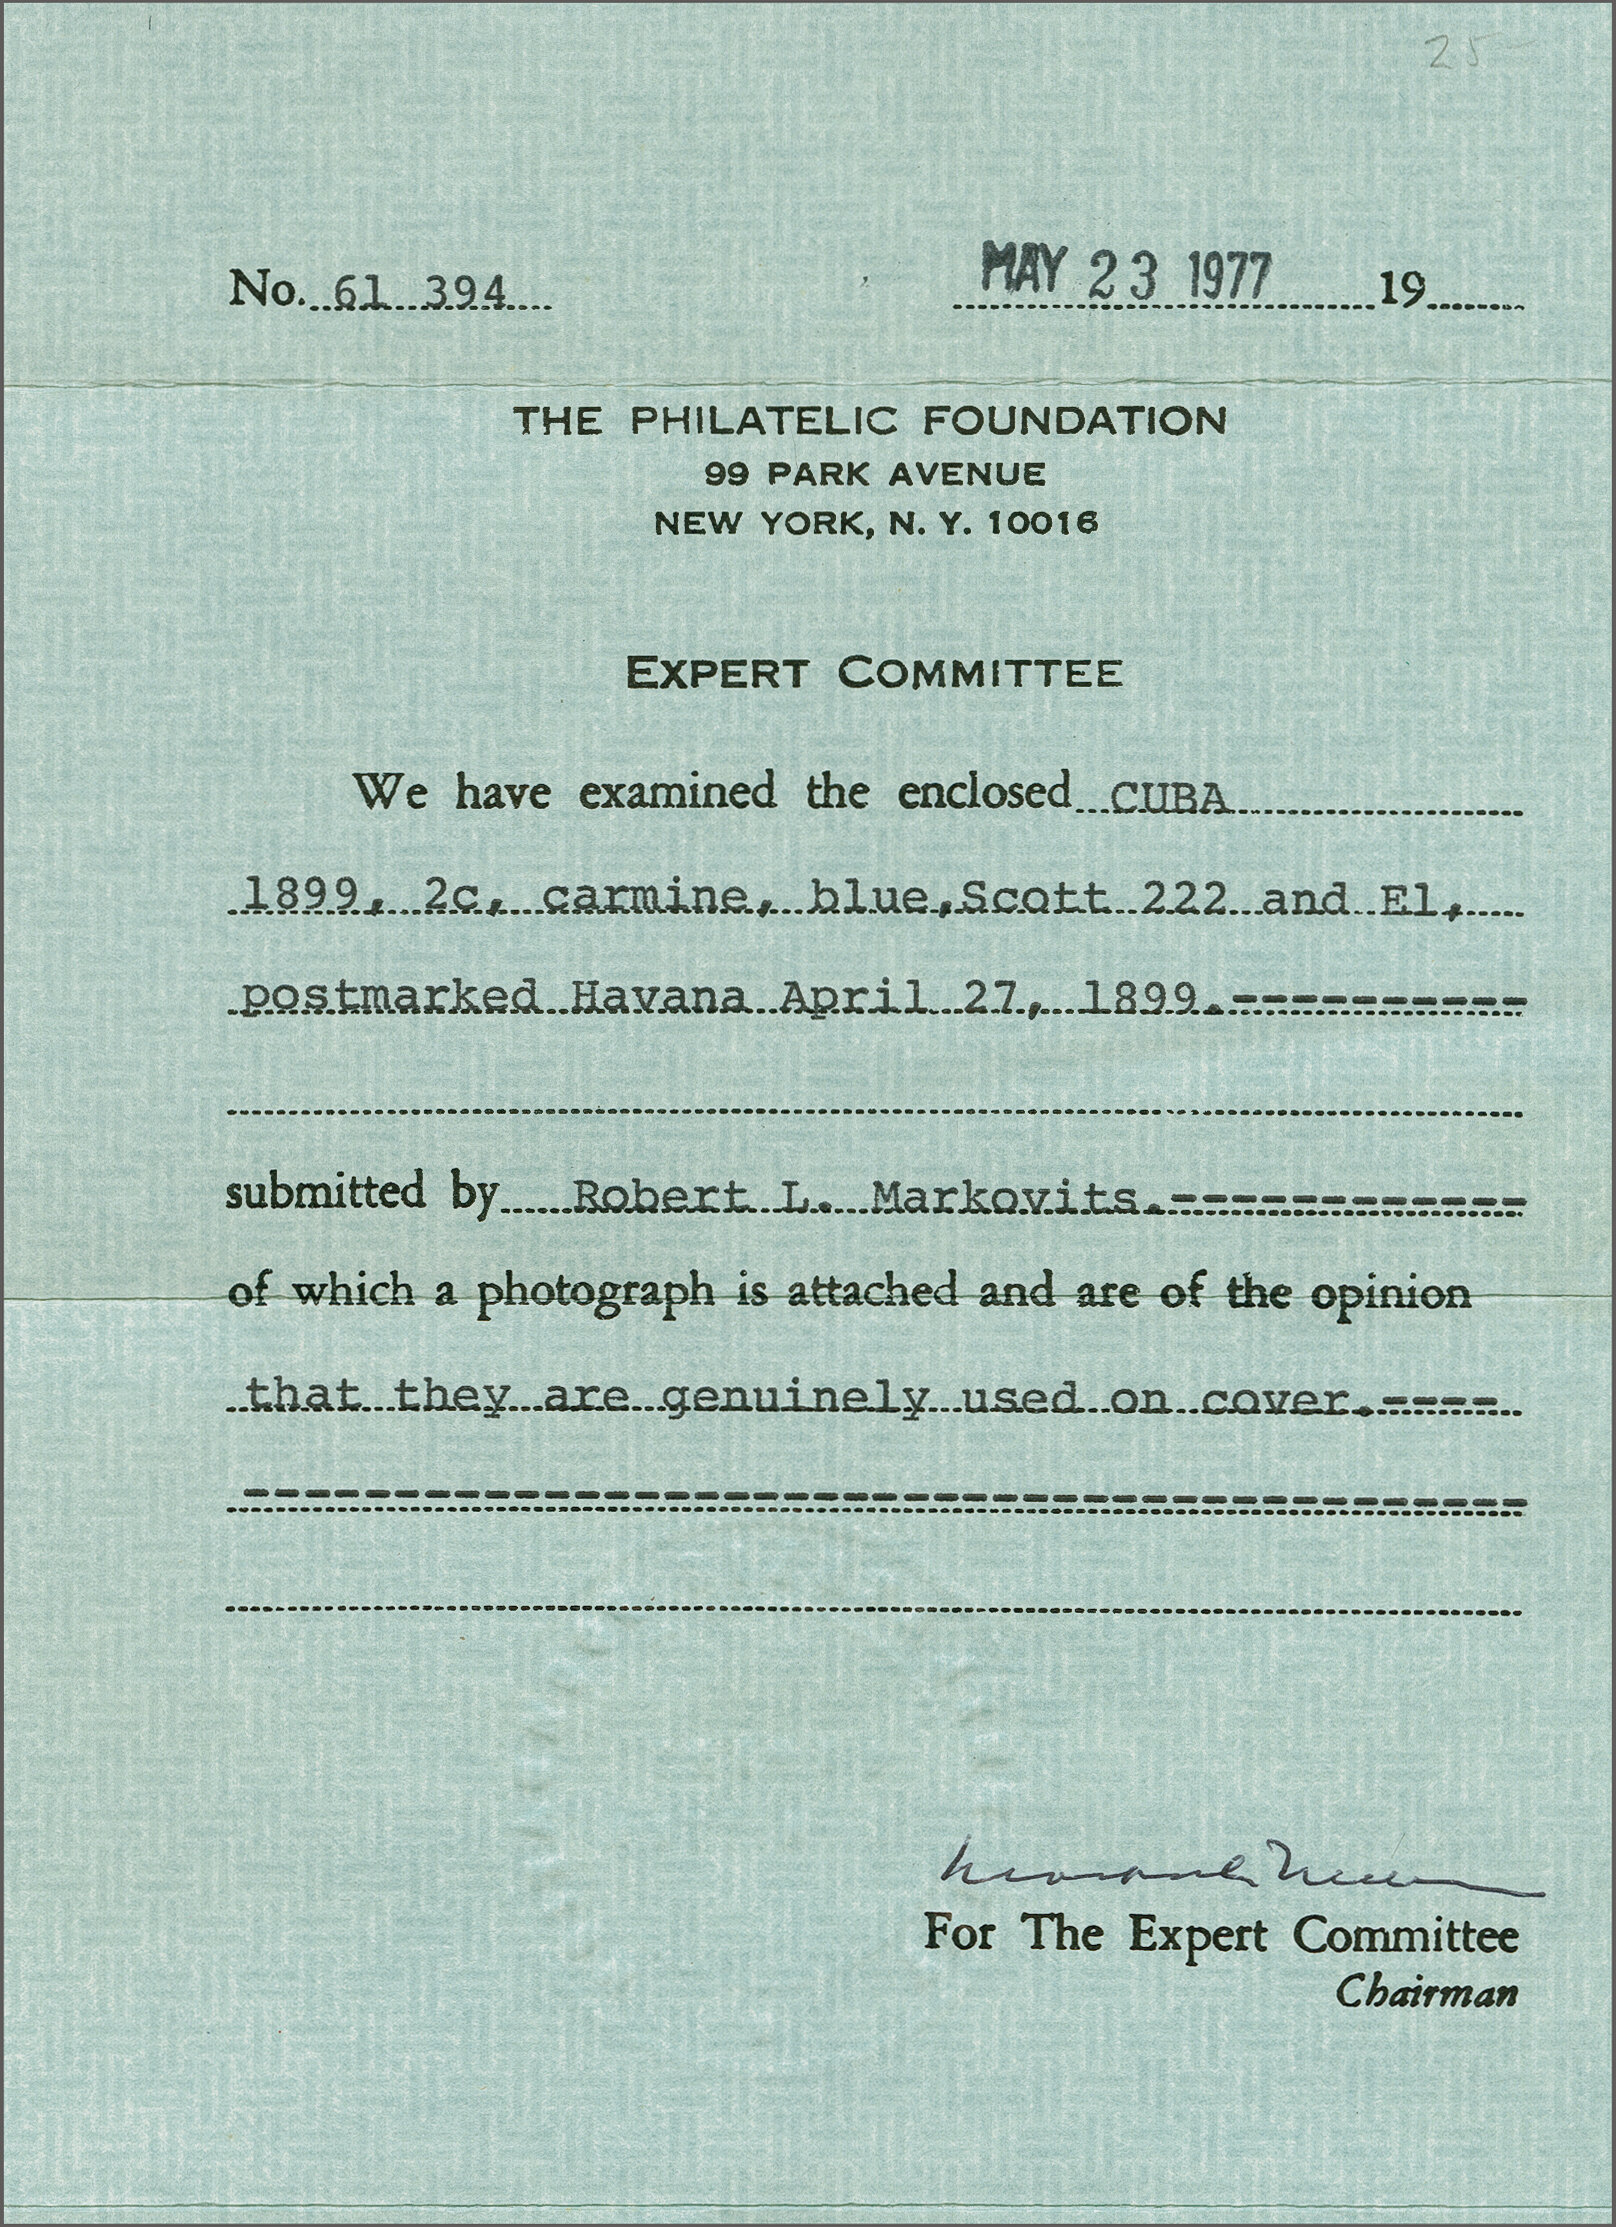 25
No. 61 394
MAY 23 1977 19
THE PHILATELIC FOUNDATION
99 PARK AVENUE
NEW YORK, N. Y. 10016
EXPERT COMMITTEE
We have examined the enclosed CUBA
1899, 2c, carmine, blue,Scott 222 and E1,
postmarked Havana April 27, 1899.----------
submitted by Robert L. Markovits.------------
of which a photograph is attached and are of the opinion
that they are genuinely used on cover.----
For The Expert Committee
Chairman